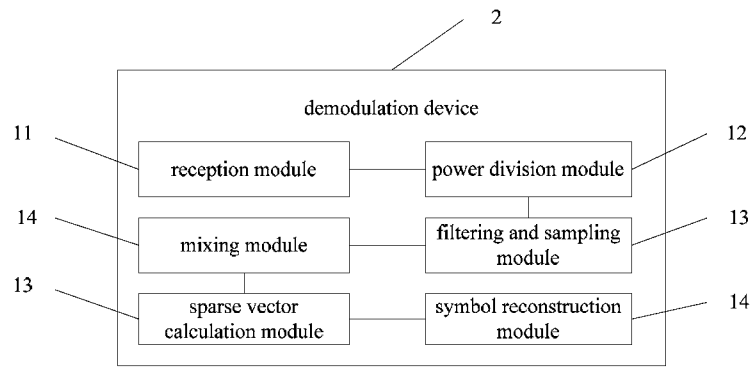 2
demodulation device
11
reception module
power division module
12
14
mixing module
filtering and sampling
module
13
13
sparse vector
calculation module
symbol reconstruction
module
14